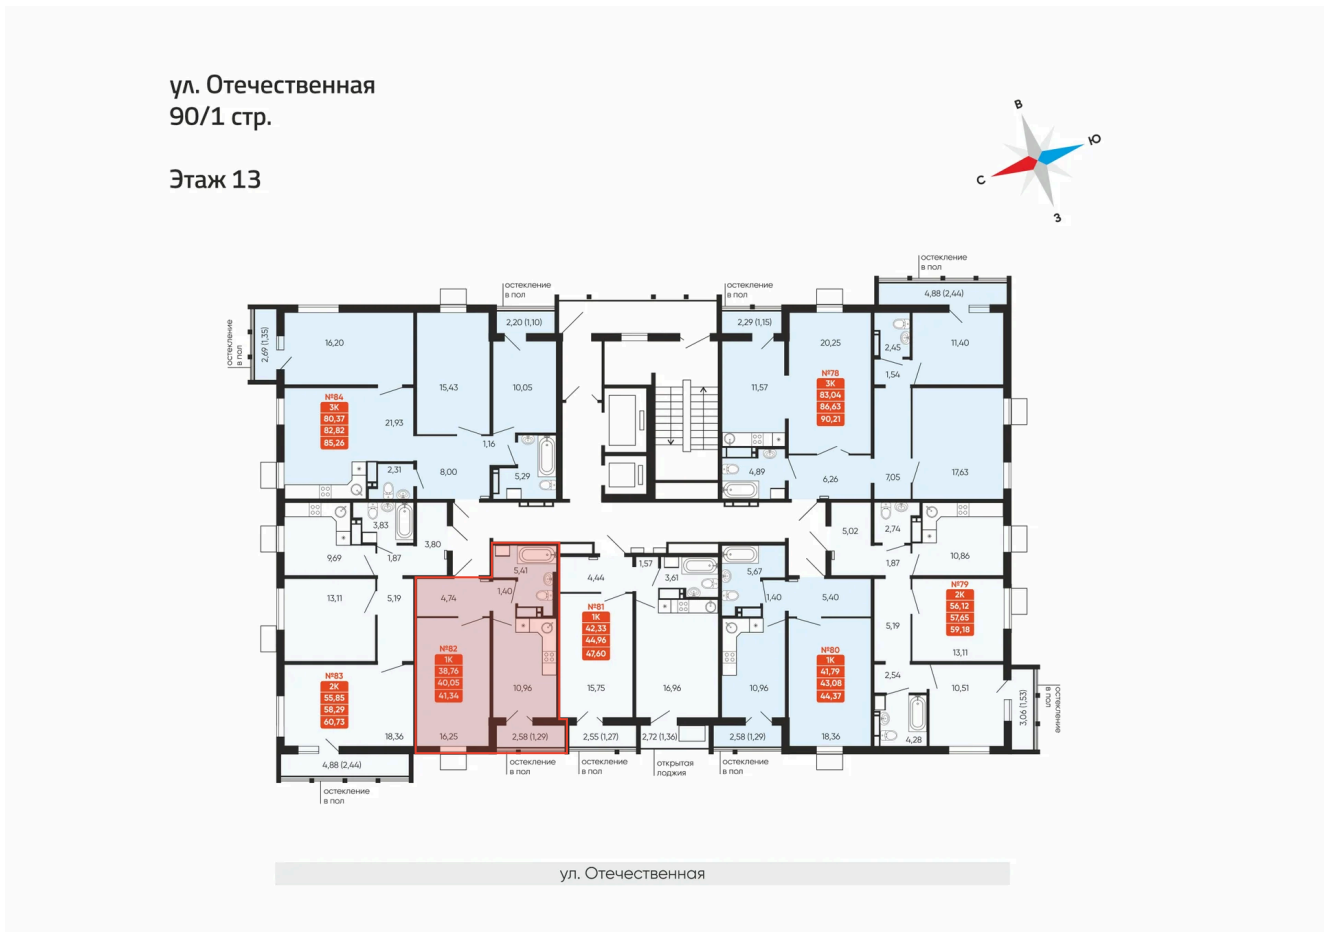 ул. Отечественная
90/1 стр.
Этаж 13
В
Ю
С
З
остекление
в пол
4,88 (2,44)
остекление
в пол
2,20 (1,10)
остекление
в пол
2,29 (1,15)
остекление
в пол
2,69 (1,35)
16,20
15,43
10,05
№84
3К
80,37
82,82
85,26
21,93
1,16
2,31
8,00
5,29
11,57
20,25
№78
3К
83,04
86,63
90,21
2,45
1,54
11,40
4,89
6,26
7,05
17,63
9,69
3,83
1,87
3,80
13,11
5,19
№83
2К
55,85
58,29
60,73
18,36
4,88 (2,44)
остекление
в пол
4,74
5,41
1,40
№82
1К
38,76
40,05
41,34
16,25
10,96
2,58 (1,29)
остекление
в пол
4,44
1,57
3,61
№81
1К
42,33
44,96
47,60
15,75
16,96
2,55 (1,27)
остекление
в пол
2,72 (1,36)
открытая
лоджия
5,67
1,40
5,40
№80
1К
41,79
43,08
44,37
10,96
18,36
2,58 (1,29)
остекление
в пол
5,02
2,74
1,87
10,86
№79
2К
56,12
57,65
59,18
13,11
5,19
2,54
10,51
4,28
3,06 (1,53)
остекление
в пол
ул. Отечественная